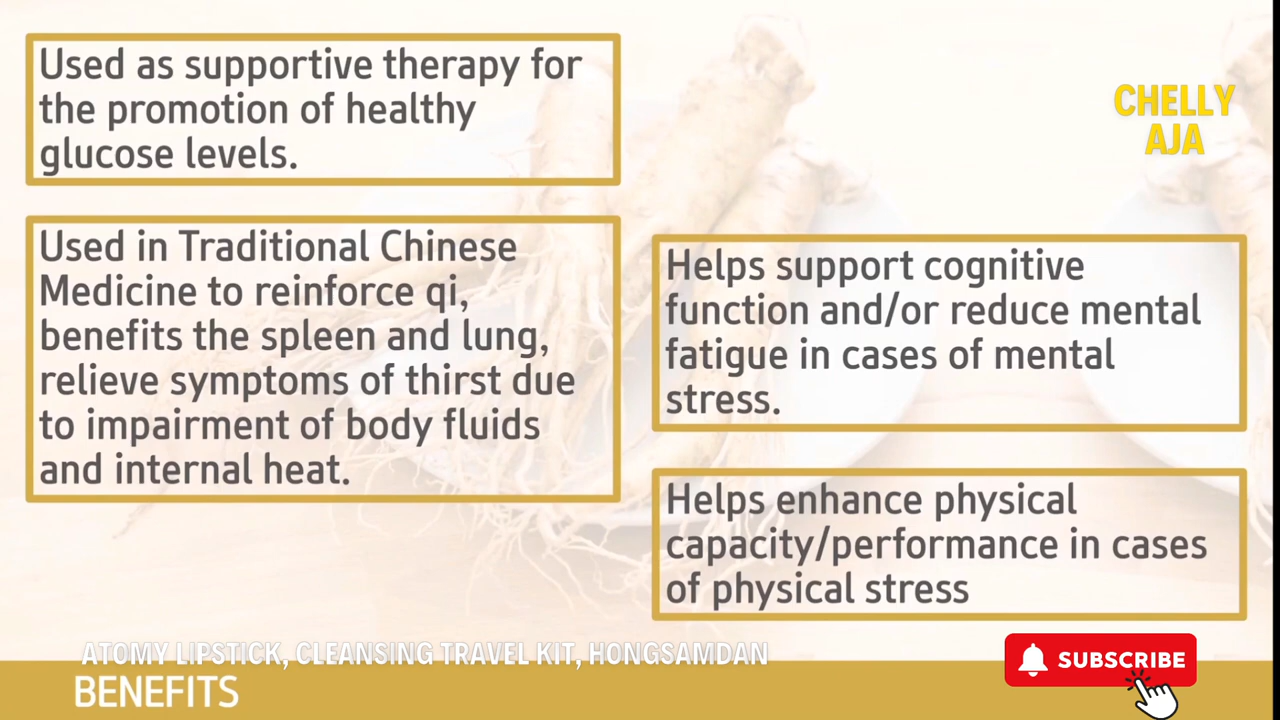 Used as supportive therapy for
the promotion of healthy
glucose levels.
Used in Traditional Chinese
Medicine to reinforce qi,
benefits the spleen and lung,
relieve symptoms of thirst due
to impairment of body fluids
and internal heat.
CHELLY
AJA
Helps support cognitive
function and/or reduce mental
fatigue in cases of mental
stress.
Helps enhance physical
capacity/performance in cases
of physical stress
ATOMY LIPSTICK, CLEANSING TRAVEL KIT, HONGSAMDAN
BENEFITS
SUBSCRIBE